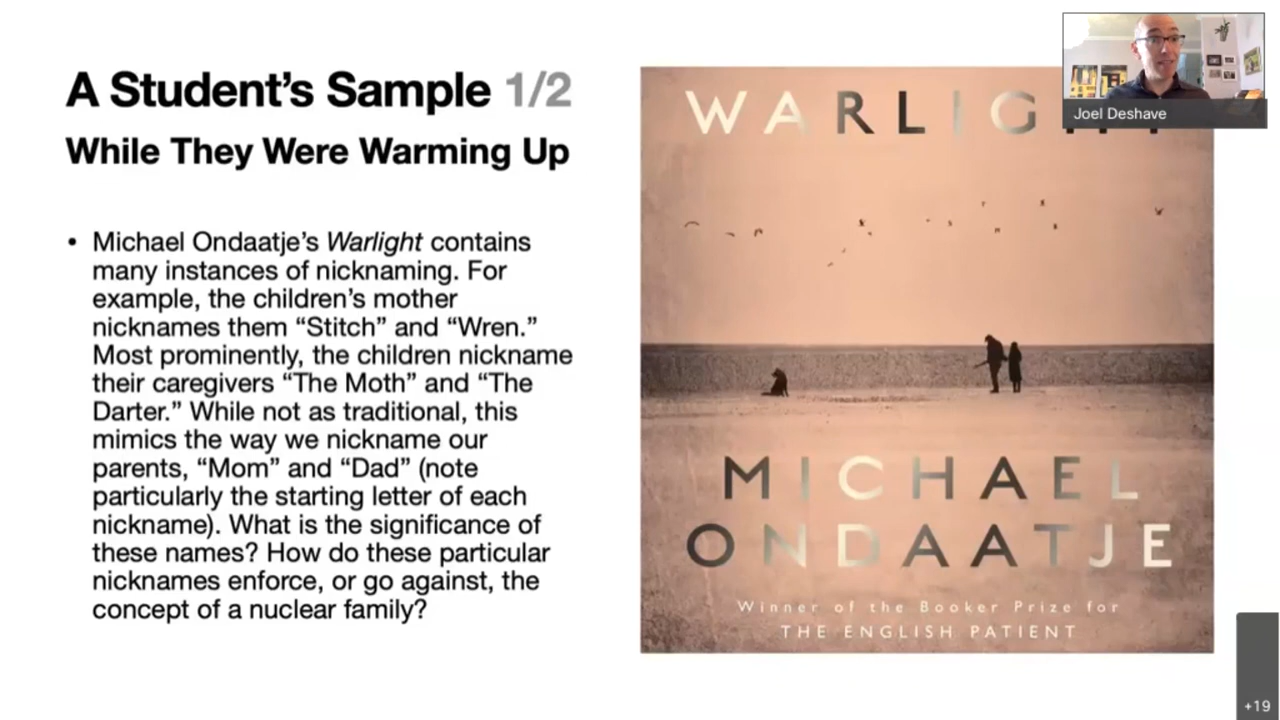 A Student's Sample 1/2
While They Were Warming Up
• Michael Ondaatje's Warlight contains
many instances of nicknaming. For
example, the children's mother
nicknames them “Stitch” and “Wren.”
Most prominently, the children nickname
their caregivers “The Moth” and “The
Darter.” While not as traditional, this
mimics the way we nickname our
parents, “Mom” and “Dad” (note
particularly the starting letter of each
nickname). What is the significance of
these names? How do these particular
nicknames enforce, or go against, the
concept of a nuclear family?
WARLIG
MICHAEL
ONDAATJE
Winner of the Booker Prize for
THE ENGLISH PATIENT
Joel Deshave
+19